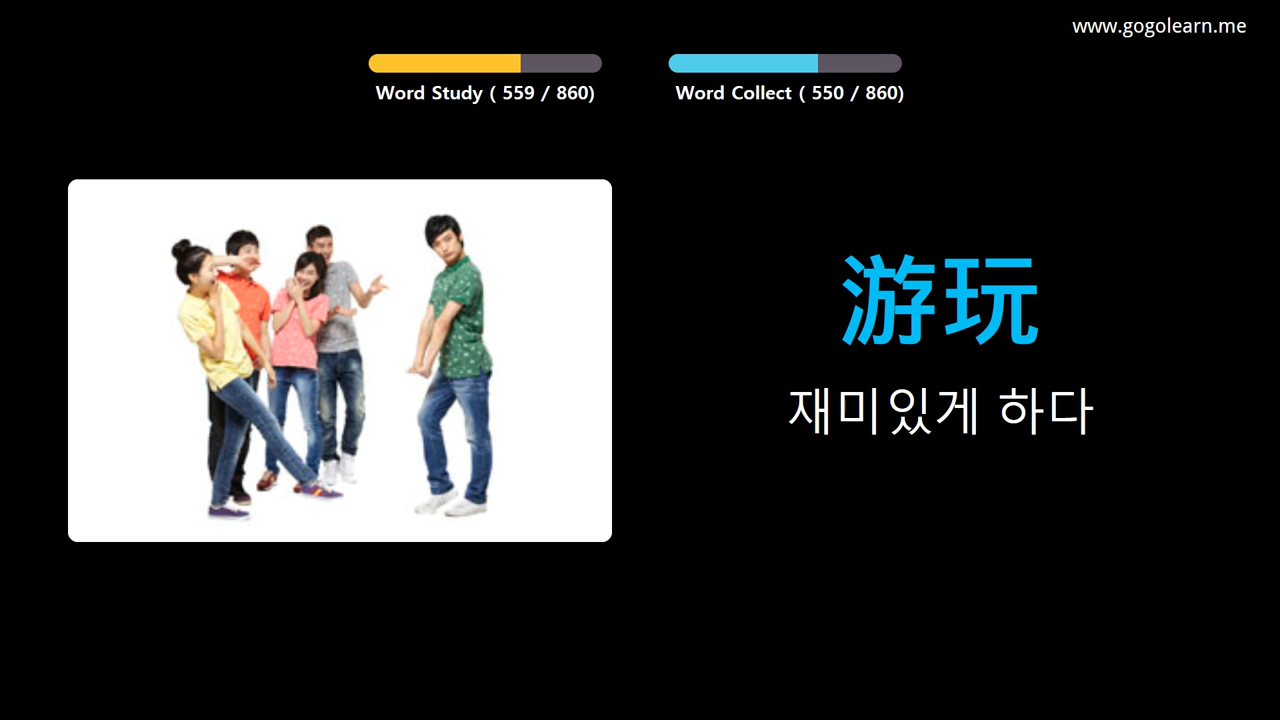 www.gogolearn.me
Word Study ( 559 / 860)
Word Collect ( 550 / 860)
游玩
재미있게 하다